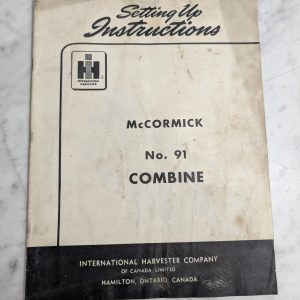 Setting Up
Instructions
IH
INTERNATIONAL
HARVESTER
McCORMICK
No. 91
COMBINE
INTERNATIONAL HARVESTER COMPANY
OF CANADA, LIMITED
HAMILTON, ONTARIO, CANADA